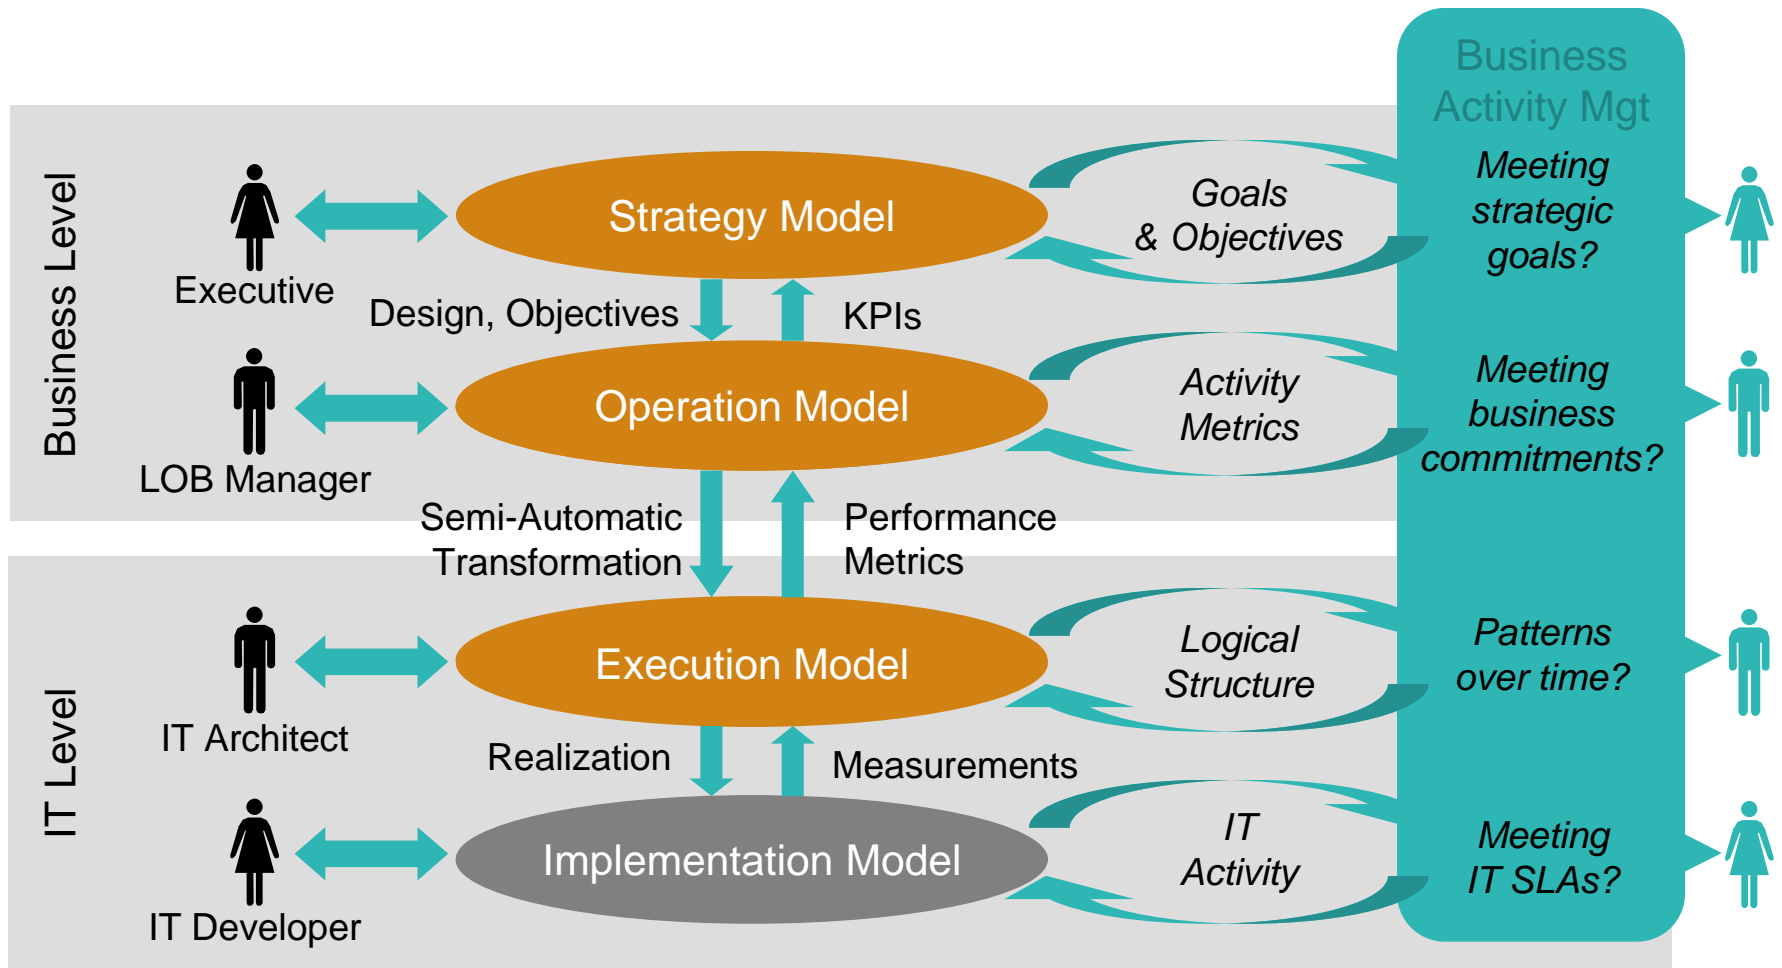 Business
Activity Mgt
Business Level
Executive
Strategy Model
Goals
& Objectives
Meeting
strategic
goals?
Design, Objectives
KPIs
LOB Manager
Operation Model
Activity
Metrics
Meeting
business
commitments?
Semi-Automatic
Transformation
Performance
Metrics
IT Level
IT Architect
Execution Model
Logical
Structure
Patterns
over time?
Realization
Measurements
IT Developer
Implementation Model
IT
Activity
Meeting
IT SLAs?